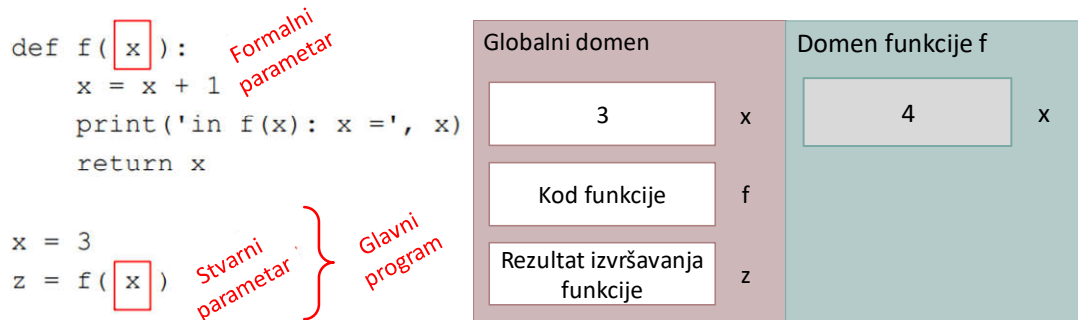 def f( x ):
    x = x + 1
    print('in f(x): x =', x)
    return x
Formalni
parametar
x = 3
z = f( x )
Stvarni
parametar
Glavni
program
Globalni domen
3
x
Kod funkcije
f
Rezultat izvršavanja
funkcije
z
Domen funkcije f
4
x